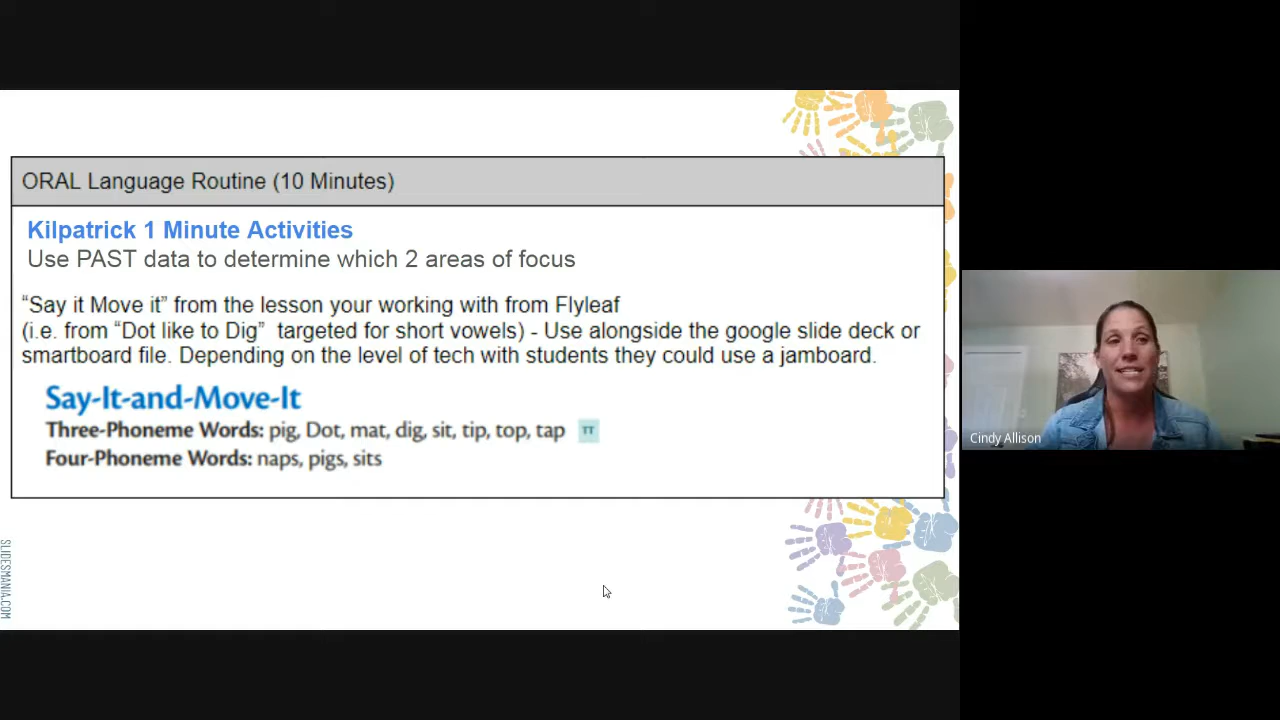 ORAL Language Routine (10 Minutes)
Kilpatrick 1 Minute Activities
Use PAST data to determine which 2 areas of focus
“Say it Move it” from the lesson your working with from Flyleaf
(i.e. from “Dot like to Dig”  targeted for short vowels) - Use alongside the google slide deck or
smartboard file. Depending on the level of tech with students they could use a jamboard.
Say-It-and-Move-It
Three-Phoneme Words: pig, Dot, mat, dig, sit, tip, top, tap TT
Four-Phoneme Words: naps, pigs, sits
SLIDESMANIA.COM
Cindy Allison